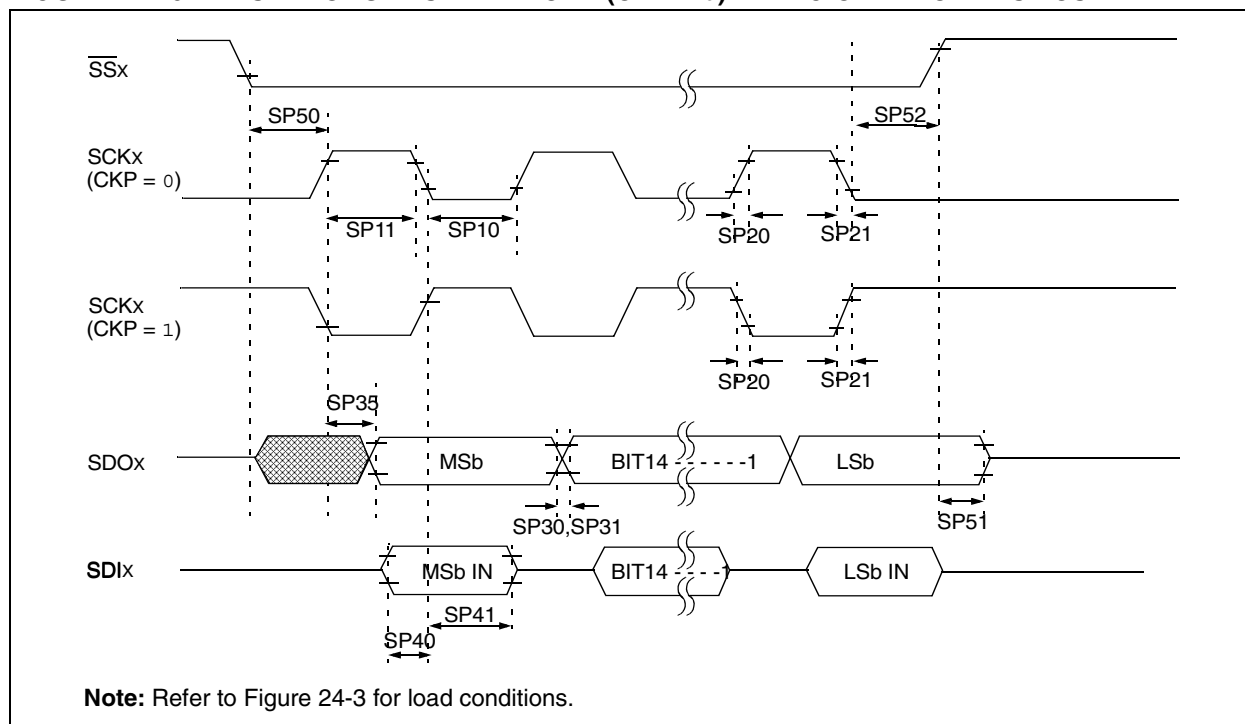 SSx
SP50
SP52
SCKx
(CKP = 0)
SP11
SP10
SP20
SP21
SCKx
(CKP = 1)
SP20
SP21
SP35
SDOx
MSb
BIT14 - - - - - -1
LSb
SP30,SP31
SP51
SDIx
MSb IN
BIT14 - - - - -1
LSb IN
SP41
SP40
Note: Refer to Figure 24-3 for load conditions.